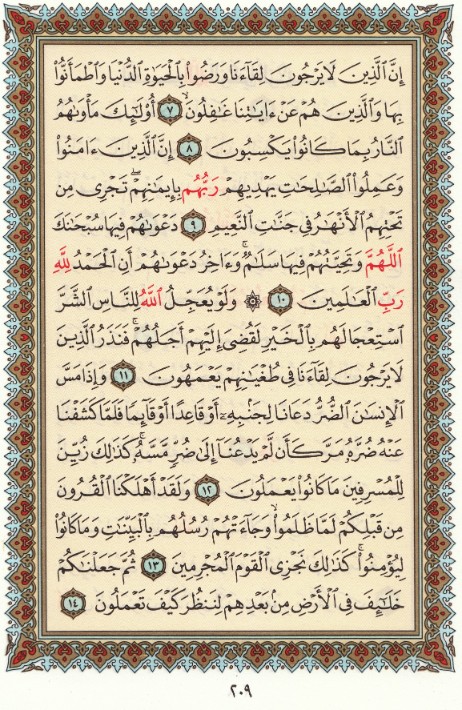 إِنَّ ٱلَّذِينَ لَا يَرْجُونَ لِقَآءَنَا وَرَضُوا۟ بِٱلْحَيَوٰةِ ٱلدُّنْيَا وَٱطْمَأَنُّوا۟
بِهَا وَٱلَّذِينَ هُمْ عَنْ ءَايَٰتِنَا غَٰفِلُونَ ٧ أُو۟لَٰٓئِكَ مَأْوَىٰهُمُ
ٱلنَّارُ بِمَا كَانُوا۟ يَكْسِبُونَ ٨ إِنَّ ٱلَّذِينَ ءَامَنُوا۟
وَعَمِلُوا۟ ٱلصَّٰلِحَٰتِ يَهْدِيهِمْ رَبُّهُم بِإِيمَٰنِهِمْ ۖ تَجْرِى مِن
تَحْتِهِمُ ٱلْأَنْهَٰرُ فِى جَنَّٰتِ ٱلنَّعِيمِ ٩ دَعْوَىٰهُمْ فِيهَا سُبْحَٰنَكَ
ٱللَّهُمَّ وَتَحِيَّتُهُمْ فِيهَا سَلَٰمٌ ۚ وَءَاخِرُ دَعْوَىٰهُمْ أَنِ ٱلْحَمْدُ لِلَّهِ
رَبِّ ٱلْعَٰلَمِينَ ١٠ ۞ وَلَوْ يُعَجِّلُ ٱللَّهُ لِلنَّاسِ ٱلشَّرَّ
ٱسْتِعْجَالَهُم بِٱلْخَيْرِ لَقُضِىَ إِلَيْهِمْ أَجَلُهُمْ ۖ فَنَذَرُ ٱلَّذِينَ
لَا يَرْجُونَ لِقَآءَنَا فِى طُغْيَٰنِهِمْ يَعْمَهُونَ ١١ وَإِذَا مَسَّ
ٱلْإِنسَٰنَ ٱلضُّرُّ دَعَانَا لِجَنۢبِهِۦٓ أَوْ قَاعِدًا أَوْ قَآئِمًا فَلَمَّا كَشَفْنَا
عَنْهُ ضُرَّهُۥ مَرَّ كَأَن لَّمْ يَدْعُنَآ إِلَىٰ ضُرٍّ مَّسَّهُۥ ۚ كَذَٰلِكَ زُيِّنَ
لِلْمُسْرِفِينَ مَا كَانُوا۟ يَعْمَلُونَ ١٢ وَلَقَدْ أَهْلَكْنَا ٱلْقُرُونَ
مِن قَبْلِكُمْ لَمَّا ظَلَمُوا۟ ۙ وَجَآءَتْهُمْ رُسُلُهُم بِٱلْبَيِّنَٰتِ وَمَا كَانُوا۟
لِيُؤْمِنُوا۟ ۚ كَذَٰلِكَ نَجْزِى ٱلْقَوْمَ ٱلْمُجْرِمِينَ ١٣ ثُمَّ جَعَلْنَٰكُمْ
خَلَٰٓئِفَ فِى ٱلْأَرْضِ مِنۢ بَعْدِهِمْ لِنَنظُرَ كَيْفَ تَعْمَلُونَ ١٤
٢٠٩